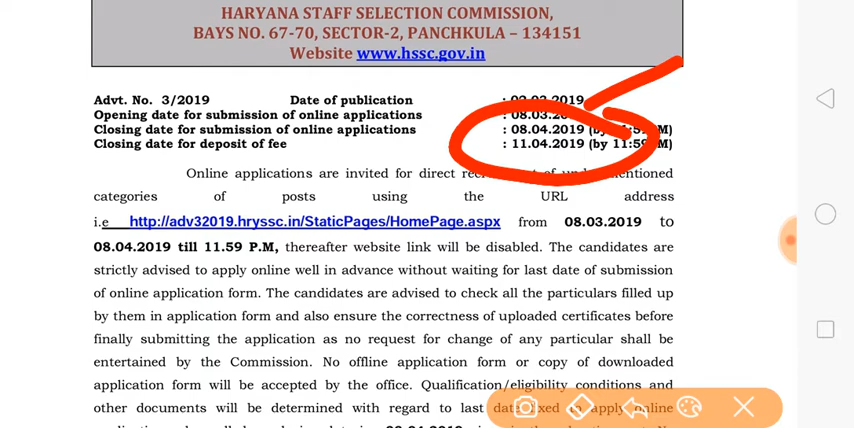 HARYANA STAFF SELECTION COMMISSION,
BAYS NO. 67-70, SECTOR-2, PANCHKULA – 134151
Website www.hssc.gov.in
Advt. No. 3/2019 Date of publication :
Opening date for submission of online applications : 08.03.
Closing date for submission of online applications : 08.04.2019 (by
Closing date for deposit of fee : 11.04.2019 (by 11:59
Online applications are invited for direct of
categories of posts using the URL address
i.e http://adv32019.hryssc.in/StaticPages/HomePage.aspx from 08.03.2019 to
08.04.2019 till 11.59 P.M, thereafter website link will be disabled. The candidates are
strictly advised to apply online well in advance without waiting for last date of submission
of online application form. The candidates are advised to check all the particulars filled up
by them in application form and also ensure the correctness of uploaded certificates before
finally submitting the application as no request for change of any particular shall be
entertained by the Commission. No offline application form or copy of downloaded
application form will be accepted by the office. Qualification/eligibility conditions and
other documents will be determined with regard to last to apply online